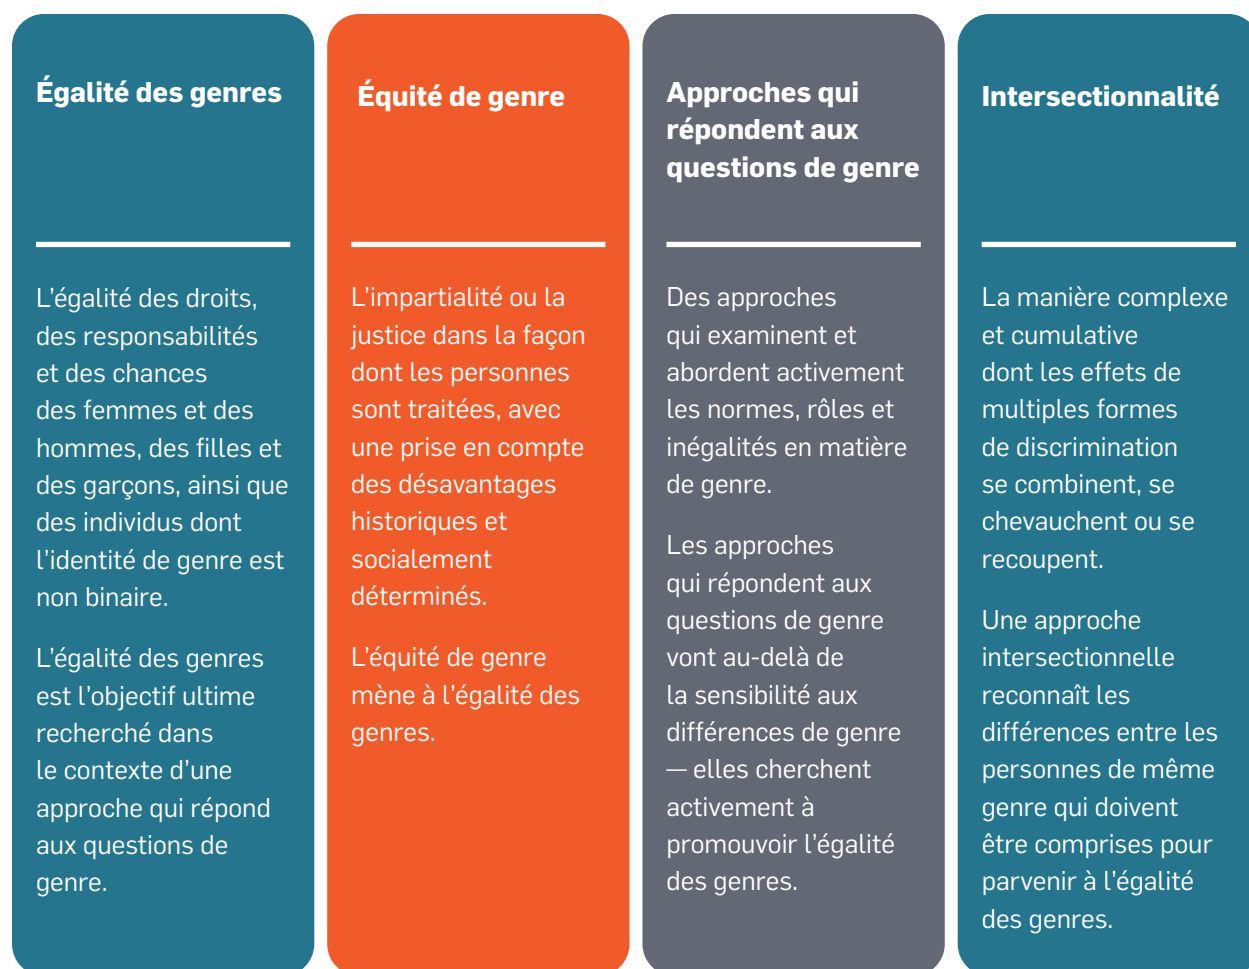 Égalité des genres
L’égalité des droits,
des responsabilités
et des chances
des femmes et des
hommes, des filles et
des garçons, ainsi que
des individus dont
l’identité de genre est
non binaire.
L’égalité des genres
est l’objectif ultime
recherché dans
le contexte d’une
approche qui répond
aux questions de
genre.
Équité de genre
L’impartialité ou la
justice dans la façon
dont les personnes
sont traitées, avec
une prise en compte
des désavantages
historiques et
socialement
déterminés.
L’équité de genre
mène à l’égalité des
genres.
Approches qui
répondent aux
questions de genre
Des approches
qui examinent et
abordent activement
les normes, rôles et
inégalités en matière
de genre.
Les approches
qui répondent aux
questions de genre
vont au-delà de
la sensibilité aux
différences de genre
— elles cherchent
activement à
promouvoir l’égalité
des genres.
Intersectionnalité
La manière complexe
et cumulative
dont les effets de
multiples formes
de discrimination
se combinent, se
chevauchent ou se
recoupent.
Une approche
intersectionnelle
reconnaît les
différences entre les
personnes de même
genre qui doivent
être comprises pour
parvenir à l’égalité
des genres.